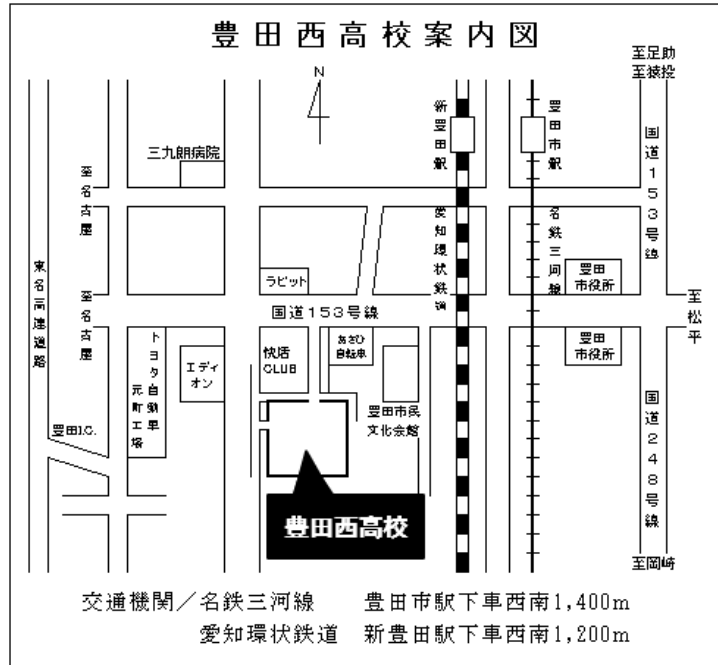 豊田西高校案内図
至足助
至猿投
N
新豊田駅
豊田市駅
国道153号線
三九朗病院
至名古屋
愛知環状鉄道
名鉄三河線
東名高速道路
ラビット
豊田
市役所
至名古屋
国道153号線
至松平
トヨタ自動車
元町工場
エディ
オン
快活
CLUB
あさひ
自転車
豊田
市役所
豊田I.C.
豊田市民
文化会館
国道248号線
豊田西高校
至岡崎
交通機関／名鉄三河線 豊田市駅下車西南1,400m
愛知環状鉄道 新豊田駅下車西南1,200m